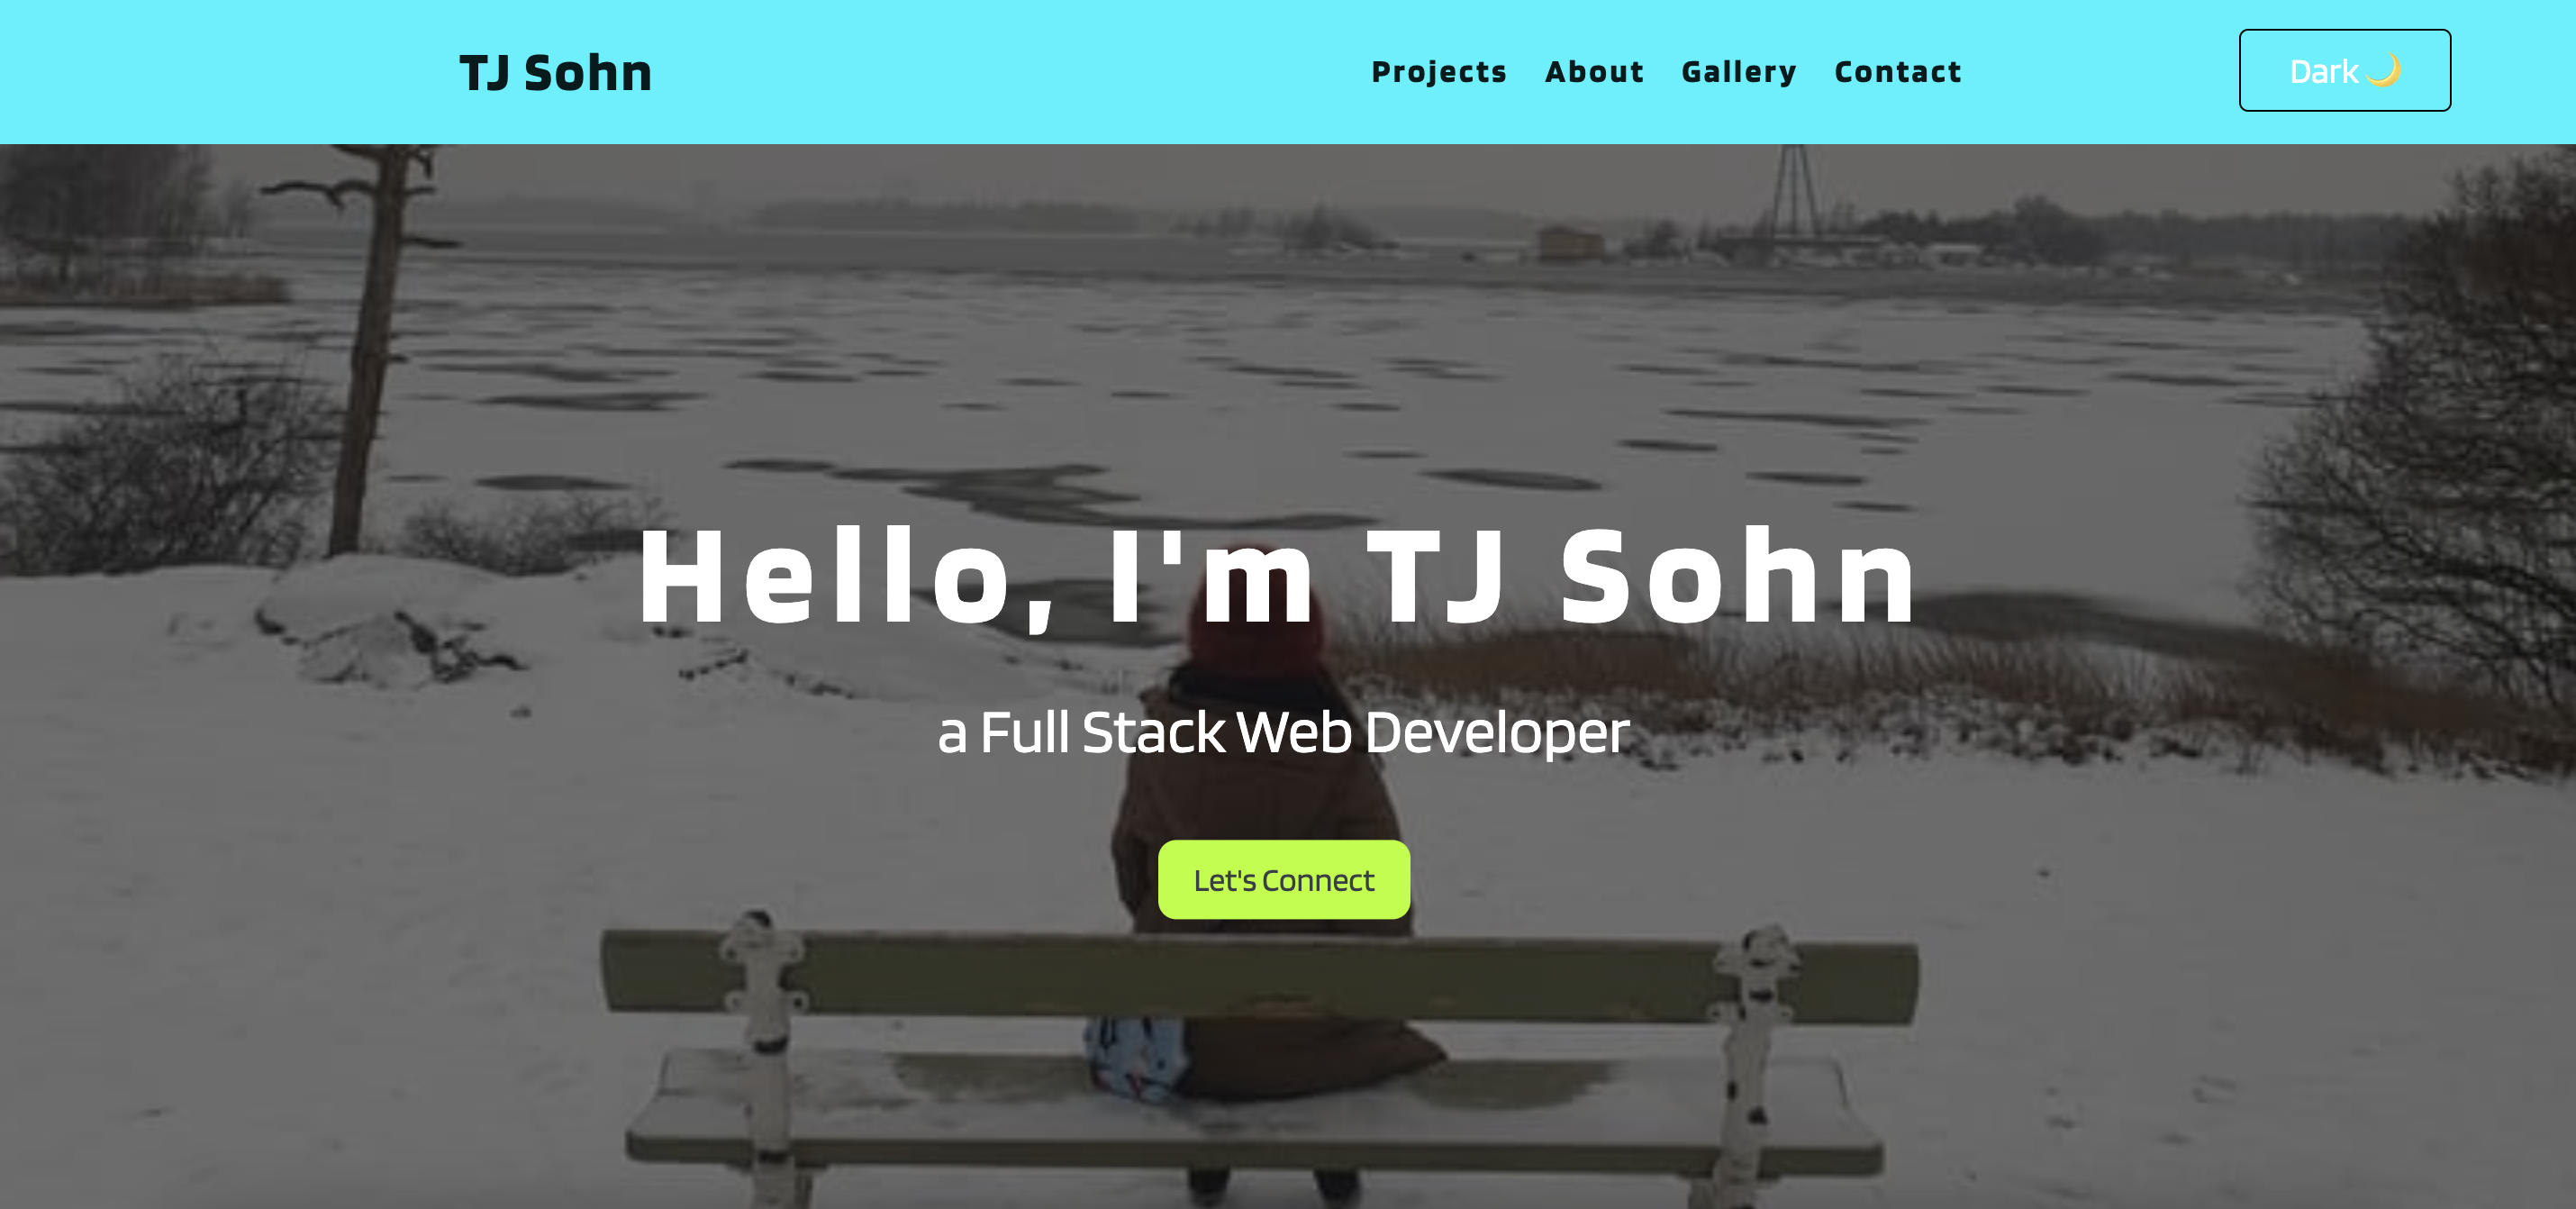 TJ Sohn
Projects About Gallery Contact
Dark 🌙
Hello, I'm TJ Sohn
a Full Stack Web Developer
Let's Connect